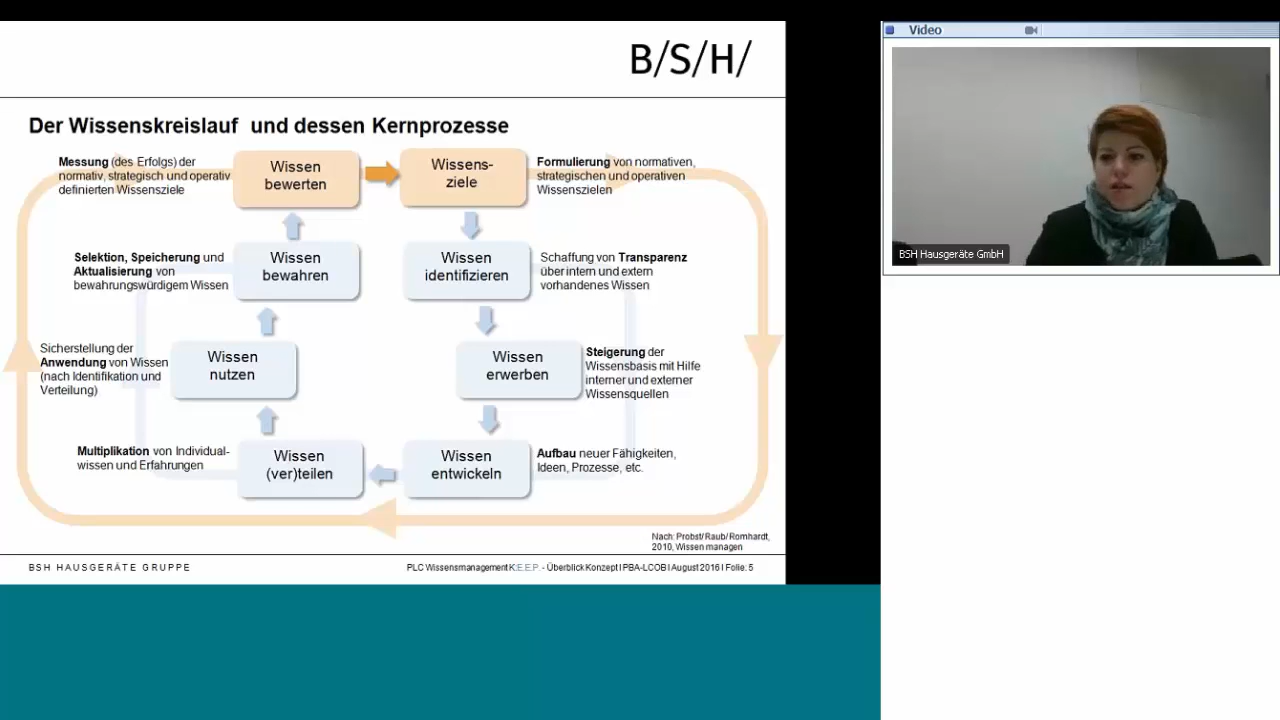 B/S/H/
Der Wissenskreislauf und dessen Kernprozesse
Messung (des Erfolgs) der
normativ, strategisch und operativ
definierten Wissensziele
Wissen
bewerten
Wissens-
ziele
Formulierung von normativen,
strategischen und operativen
Wissenszielen
Selektion, Speicherung und
Aktualisierung von
bewahrungswürdigem Wissen
Wissen
bewahren
Wissen
identifizieren
Schaffung von Transparenz
über intern und extern
vorhandenes Wissen
Sicherstellung der
Anwendung von Wissen
(nach Identifikation und
Verteilung)
Wissen
nutzen
Wissen
erwerben
Steigerung der
Wissensbasis mit Hilfe
interner und externer
Wissensquellen
Multiplikation von Individual-
wissen und Erfahrungen
Wissen
(ver)teilen
Wissen
entwickeln
Aufbau neuer Fähigkeiten,
Ideen, Prozesse, etc.
Nach: Probst/ Raub/ Romhardt,
2010, Wissen managen
BSH HAUSGERÄTE GRUPPE
PLC Wissensmanagement K.E.E.P. - Überblick Konzept I PBA-LCOB I August 2016 I Folie: 5
Video
BSH Hausgeräte GmbH